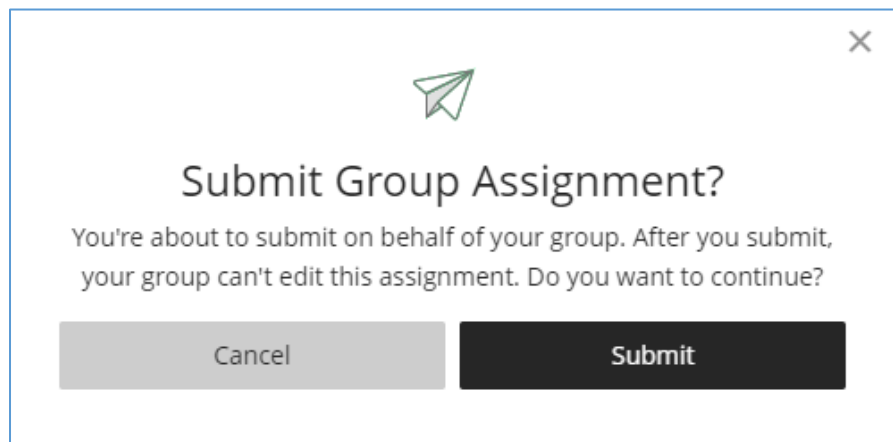 Submit Group Assignment?
You're about to submit on behalf of your group. After you submit,
your group can't edit this assignment. Do you want to continue?
Cancel
Submit